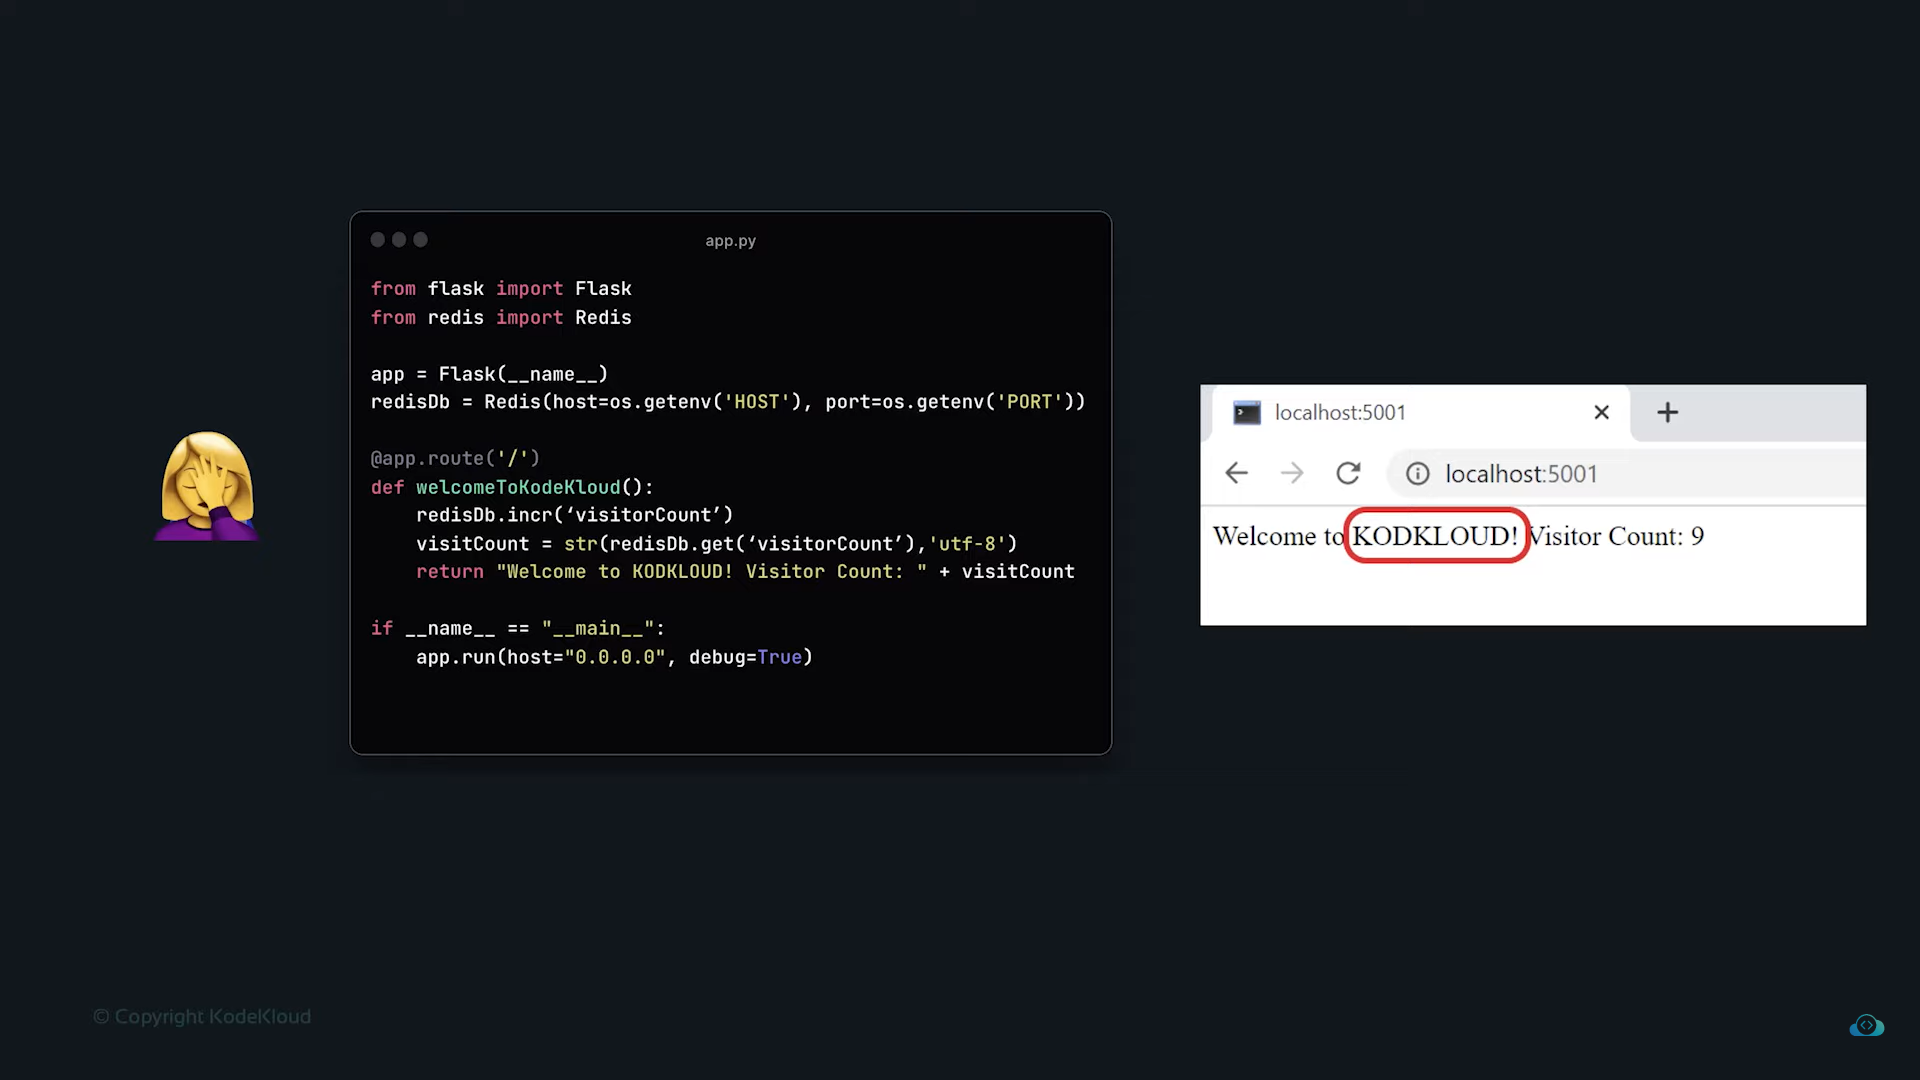 app.py
from flask import Flask
from redis import Redis
app = Flask(__name__)
redisDb = Redis(host=os.getenv('HOST'), port=os.getenv('PORT'))
@app.route('/')
def welcomeToKodeKloud():
    redisDb.incr(‘visitorCount’)
    visitCount = str(redisDb.get(‘visitorCount’),'utf-8')
    return "Welcome to KODKLOUD! Visitor Count: " + visitCount
if __name__ == "__main__":
    app.run(host="0.0.0.0", debug=True)
localhost:5001
localhost:5001
Welcome to KODKLOUD! Visitor Count: 9
© Copyright KodeKloud